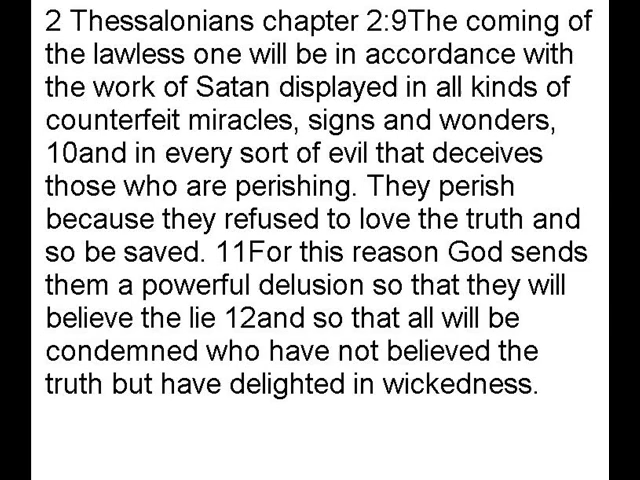 2 Thessalonians chapter 2:9The coming of
the lawless one will be in accordance with
the work of Satan displayed in all kinds of
counterfeit miracles, signs and wonders,
10and in every sort of evil that deceives
those who are perishing. They perish
because they refused to love the truth and
so be saved. 11For this reason God sends
them a powerful delusion so that they will
believe the lie 12and so that all will be
condemned who have not believed the
truth but have delighted in wickedness.